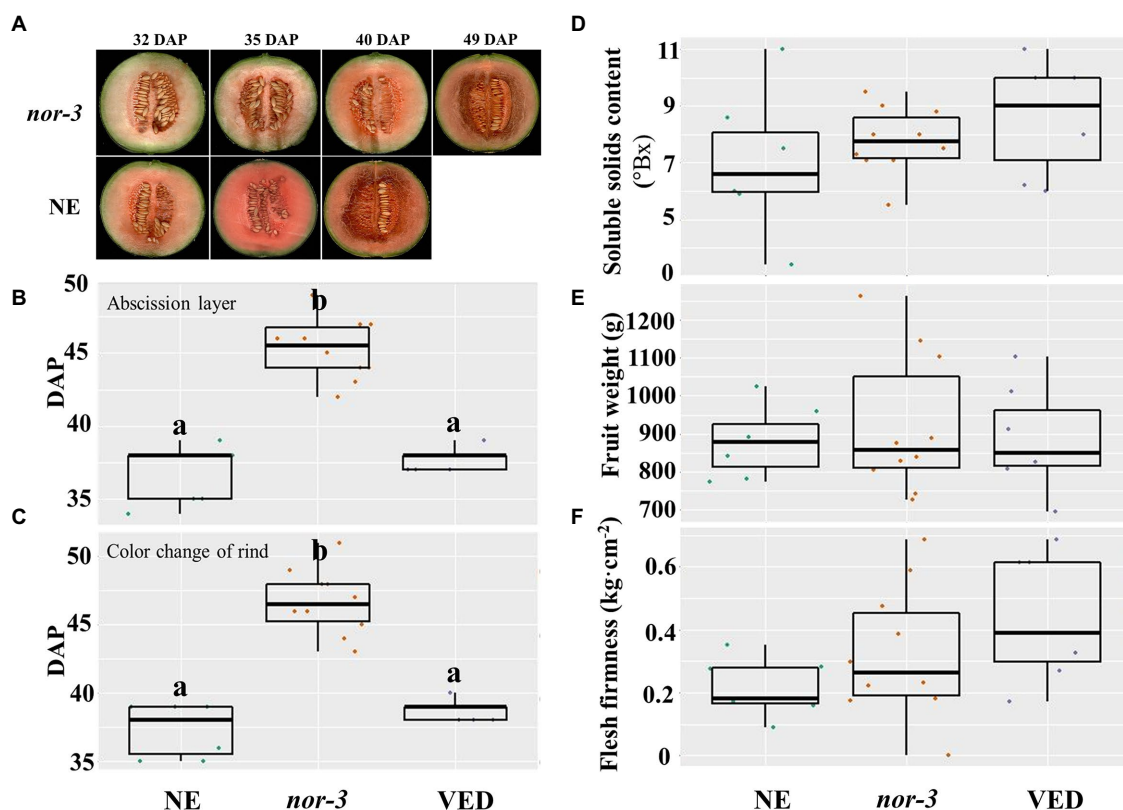 A
32 DAP 35 DAP 40 DAP 49 DAP
nor-3
NE
B
Abscission layer
DAP
50
45
40
35
a
b
a
C
Color change of rind
DAP
50
45
40
35
a
b
a
NE nor-3 VED
D
Soluble solids content
(°Bx)
11
9
7
5
0
E
Fruit weight (g)
1200
1100
1000
900
800
700
F
Flesh firmness (kg·cm-2)
0.6
0.4
0.2
0
NE nor-3 VED